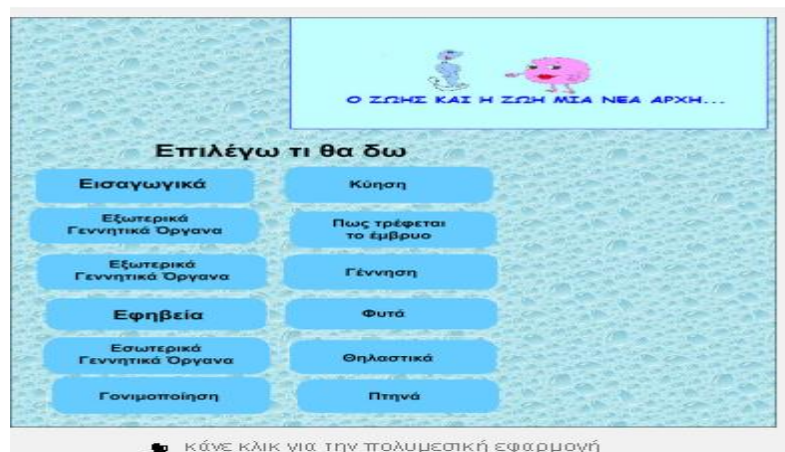 Ο ΖΩΗΣ ΚΑΙ Η ΖΩΗ ΜΙΑ ΝΕΑ ΑΡΧΗ...
Επιλέγω τι θα δω
Εισαγωγικά
Εξωτερικά
Γεννητικά Όργανα
Εξωτερικά
Γεννητικά Όργανα
Εφηβεία
Εσωτερικά
Γεννητικά Όργανα
Γονιμοποίηση
Κύηση
Πως τρέφεται
το έμβρυο
Γέννηση
Φυτά
Θηλαστικά
Πτηνά
κάνε κλικ για την πολυμεσική εφαρμογή